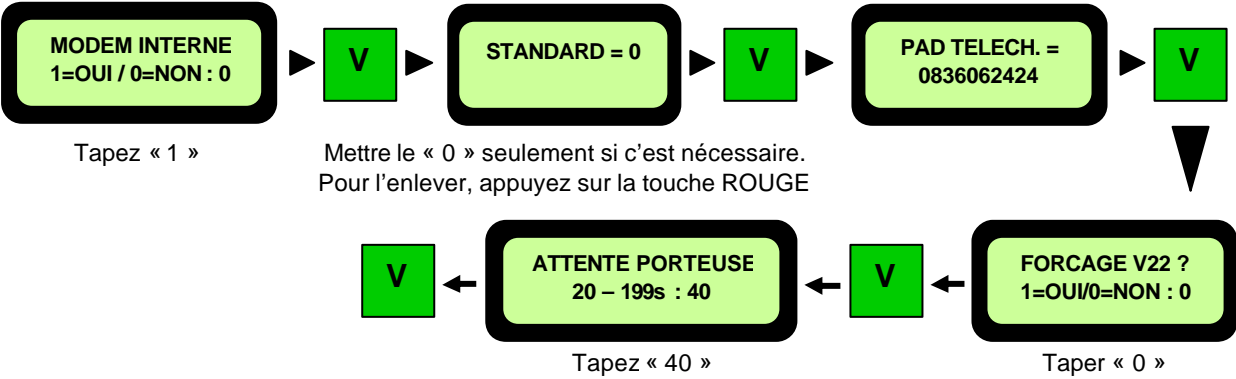 MODEM INTERNE
1=OUI / 0=NON : 0
V
STANDARD = 0
V
PAD TELECH. =
0836062424
V
Tapez « 1 »
Mettre le « 0 » seulement si c'est nécessaire.
Pour l'enlever, appuyez sur la touche ROUGE
FORCAGE V22 ?
1=OUI/0=NON : 0
V
ATTENTE PORTEUSE
20 – 199s : 40
V
Taper « 0 »
Tapez « 40 »